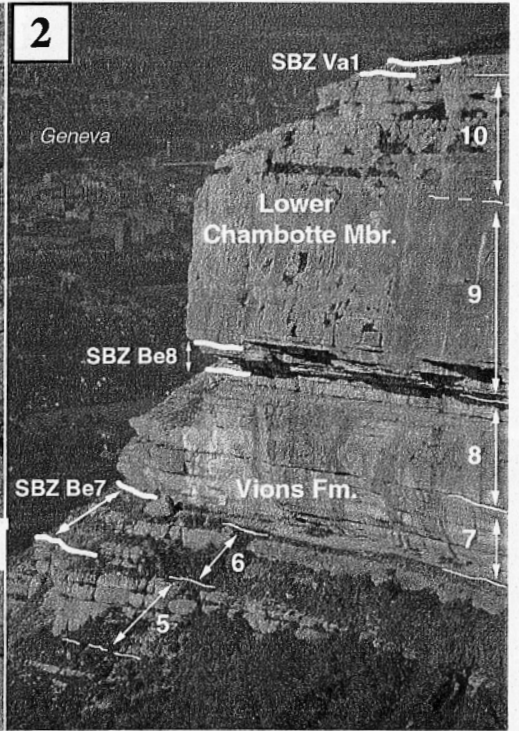 2
SBZ Va1
Geneva
10
Lower
Chambotte Mbr.
9
SBZ Be8
8
SBZ Be7
Vions Fm.
7
6
5